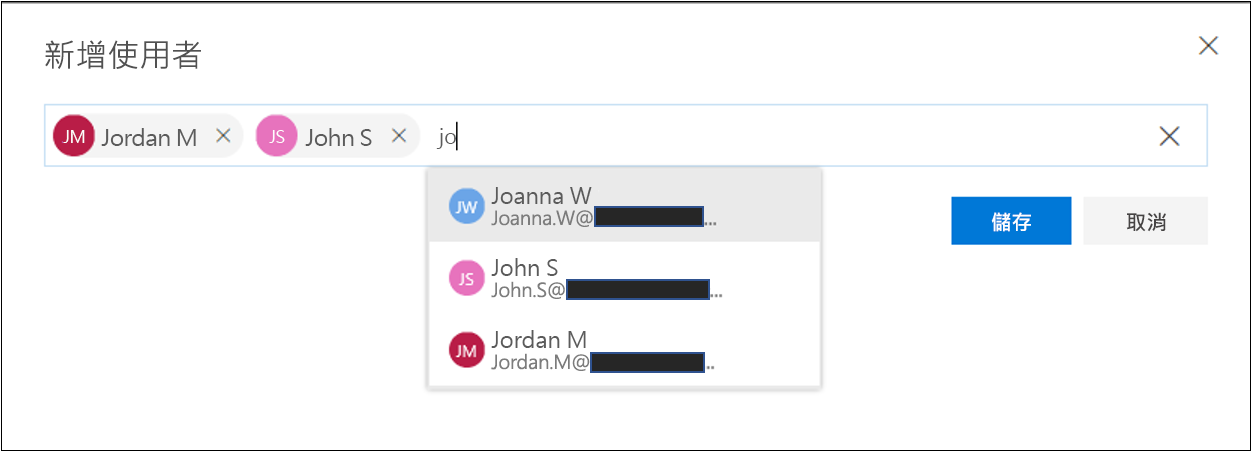 新增使用者
JM Jordan M JS John S jo
JW Joanna W
Joanna.W@ ...
JS John S
John.S@ ...
JM Jordan M
Jordan.M@ ..
儲存 取消